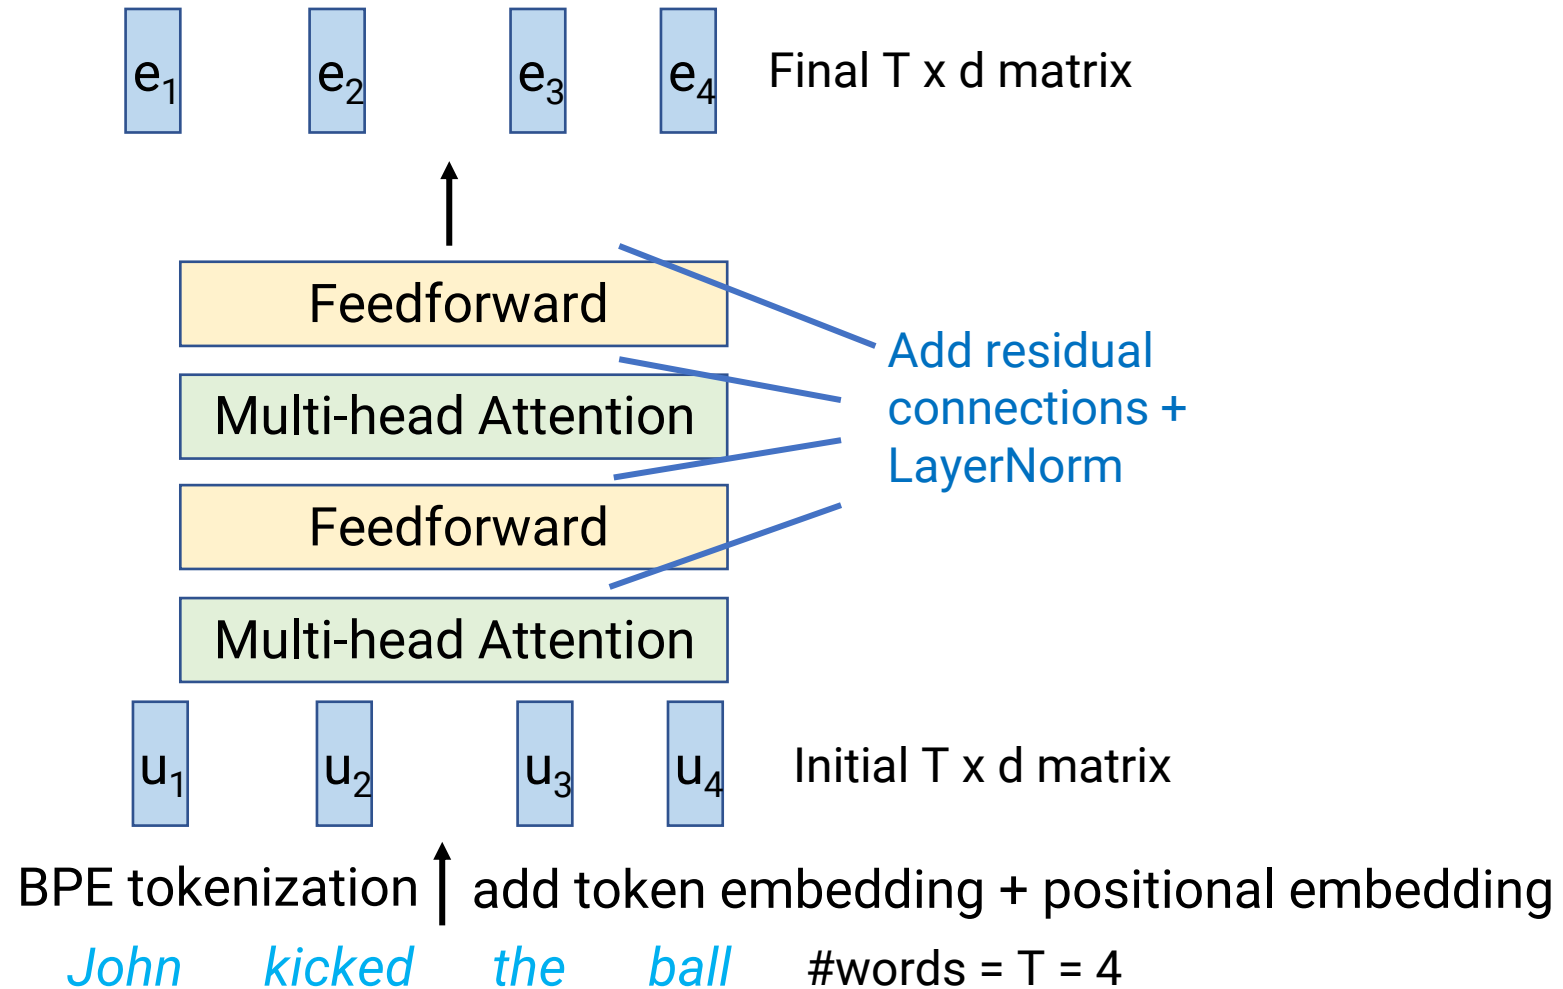 e₁ e₂ e₃ e₄ Final T x d matrix
Feedforward
Multi-head Attention
Feedforward
Multi-head Attention
Add residual
connections +
LayerNorm
u₁ u₂ u₃ u₄ Initial T x d matrix
BPE tokenization add token embedding + positional embedding
John kicked the ball #words = T = 4